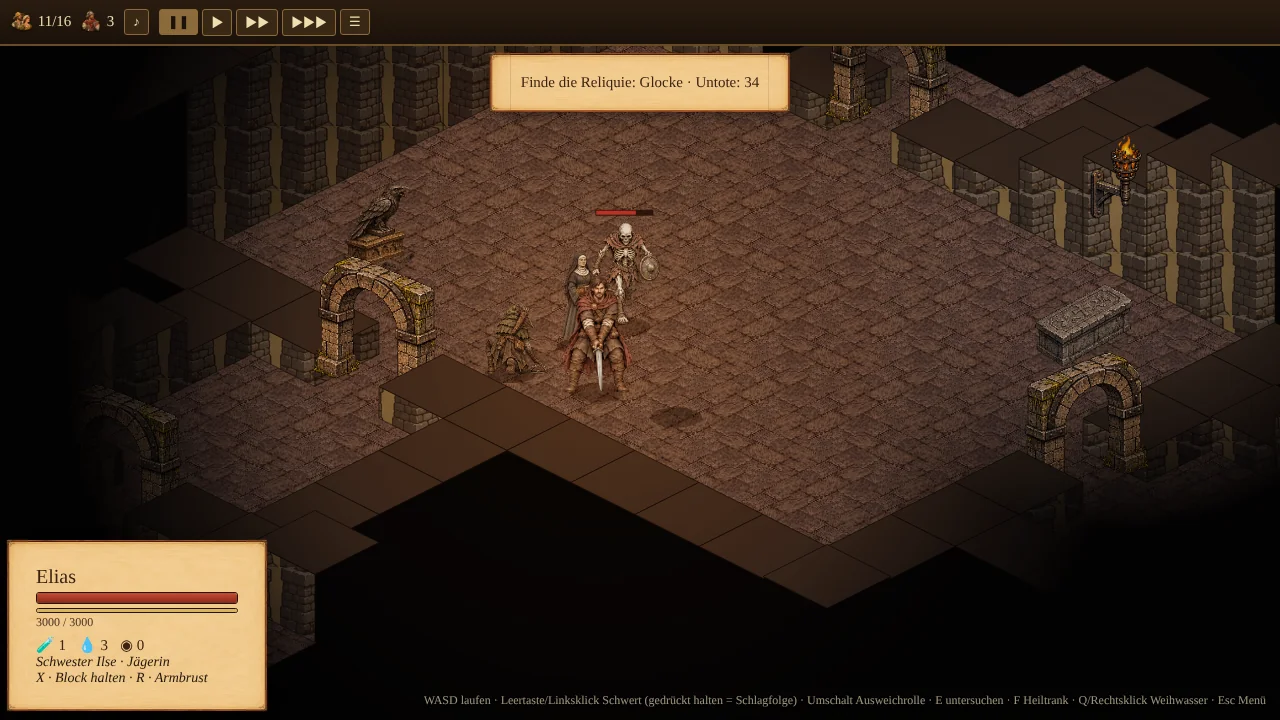 11/16 3
Finde die Reliquie: Glocke · Untote: 34
Elias
3000 / 3000
1 3 0
Schwester Ilse · Jägerin
X · Block halten · R · Armbrust
WASD laufen · Leertaste/Linksklick Schwert (gedrückt halten = Schlagfolge) · Umschalt Ausweichrolle · E untersuchen · F Heiltrank · Q/Rechtsklick Weihwasser · Esc Menü